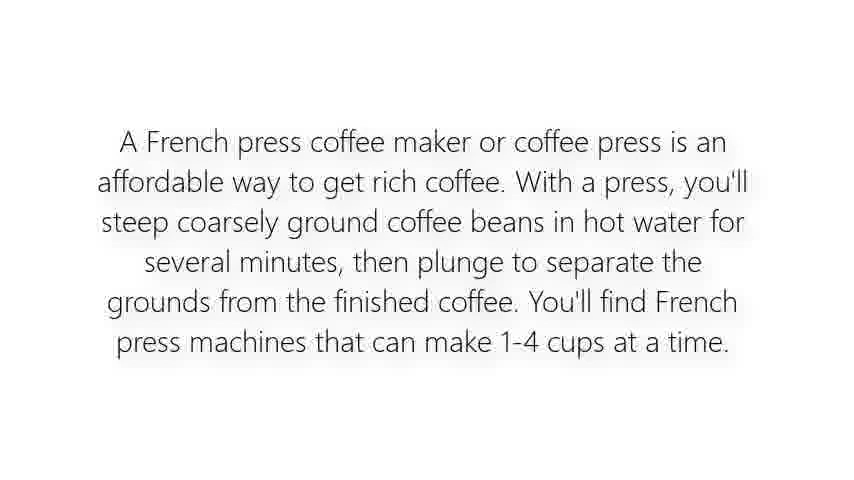 A French press coffee maker or coffee press is an
affordable way to get rich coffee. With a press, you'll
steep coarsely ground coffee beans in hot water for
several minutes, then plunge to separate the
grounds from the finished coffee. You'll find French
press machines that can make 1-4 cups at a time.